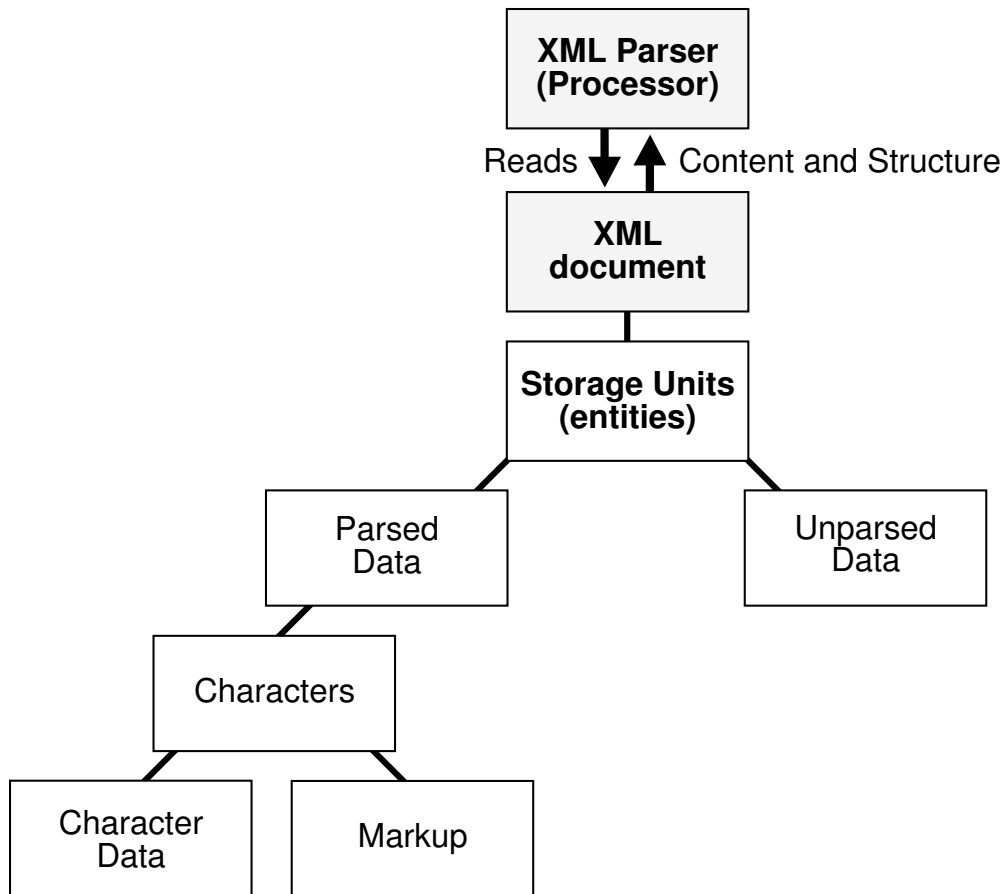 XML Parser
(Processor)
Reads
Content and Structure
XML
document
Storage Units
(entities)
Parsed
Data
Unparsed
Data
Characters
Character
Data
Markup